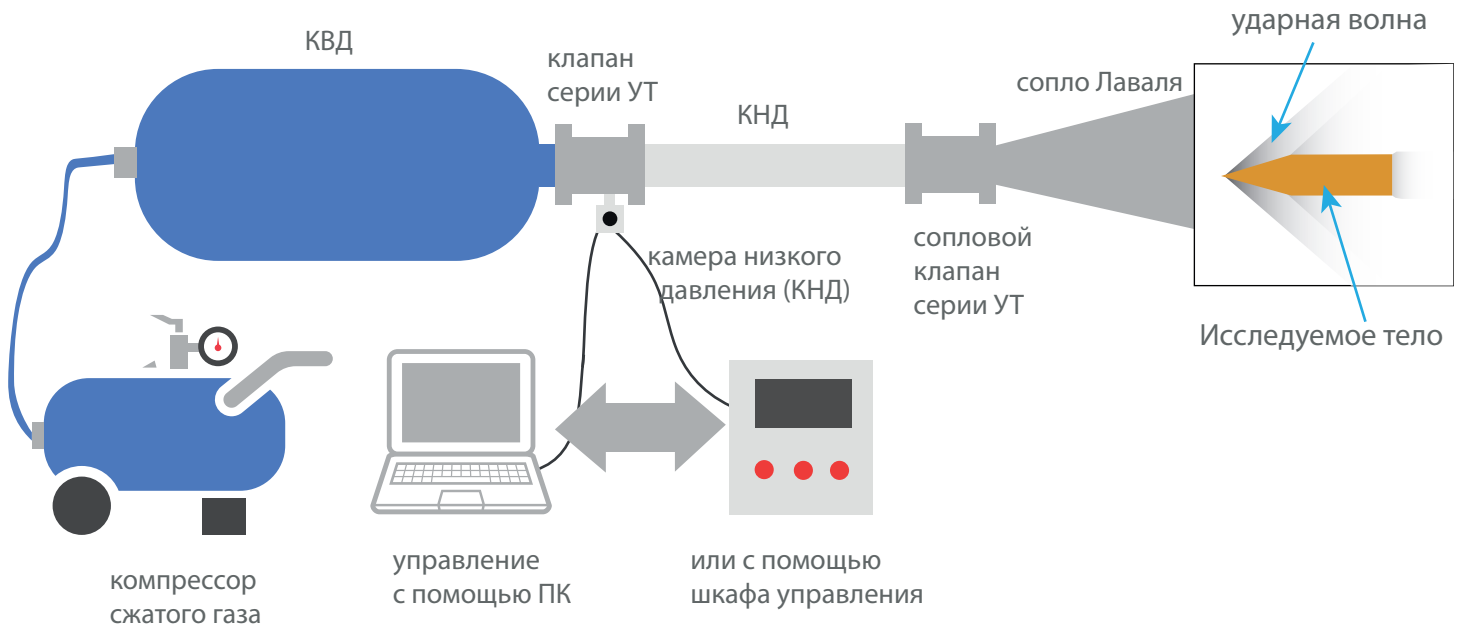 ударная волна
КВД
клапан
серии УТ
сопло Лаваля
КНД
камера низкого
давления (КНД)
сопловой
клапан
серии УТ
Исследуемое тело
управление
с помощью ПК
или с помощью
шкафа управления
компрессор
сжатого газа